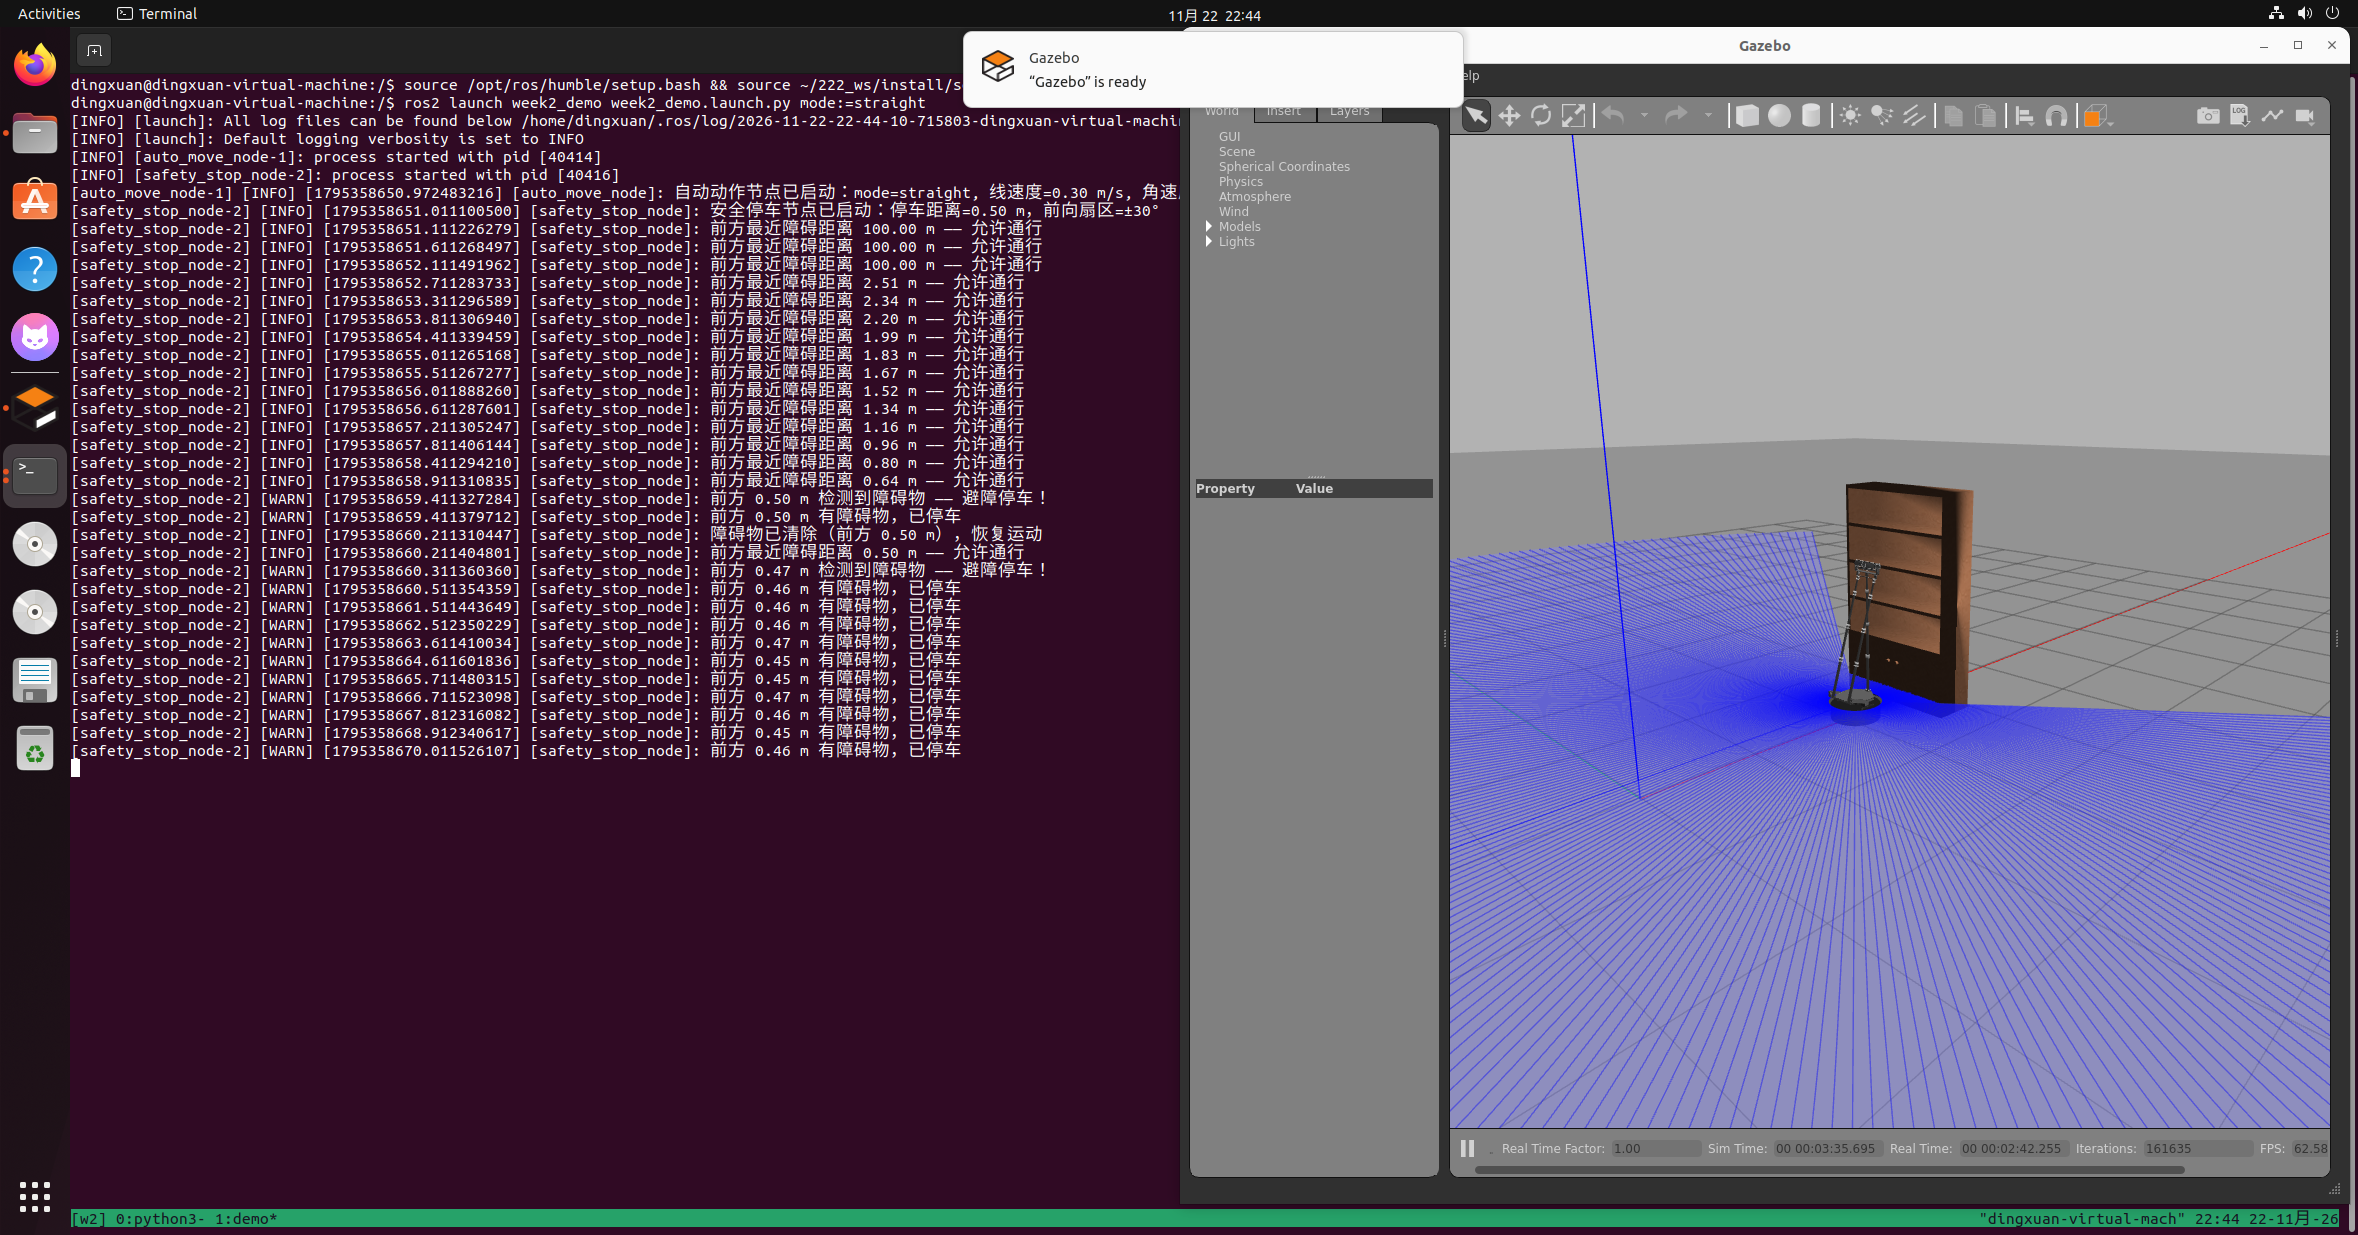 Activities
Terminal
11月 22 22:44
Gazebo
“Gazebo” is ready
Gazebo
elp
dingxuan@dingxuan-virtual-machine:/$ source /opt/ros/humble/setup.bash && source ~/222_ws/install/s
dingxuan@dingxuan-virtual-machine:/$ ros2 launch week2_demo week2_demo.launch.py mode:=straight
[INFO] [launch]: All log files can be found below /home/dingxuan/.ros/log/2026-11-22-22-44-10-715803-dingxuan-virtual-machin
[INFO] [launch]: Default logging verbosity is set to INFO
[INFO] [auto_move_node-1]: process started with pid [40414]
[INFO] [safety_stop_node-2]: process started with pid [40416]
[auto_move_node-1] [INFO] [1795358650.972483216] [auto_move_node]: 自动动作节点已启动：mode=straight, 线速度=0.30 m/s, 角速
[safety_stop_node-2] [INFO] [1795358651.011100500] [safety_stop_node]: 安全停车节点已启动：停车距离=0.50 m，前向扇区=±30°
[safety_stop_node-2] [INFO] [1795358651.111226279] [safety_stop_node]: 前方最近障碍距离 100.00 m —— 允许通行
[safety_stop_node-2] [INFO] [1795358651.611268497] [safety_stop_node]: 前方最近障碍距离 100.00 m —— 允许通行
[safety_stop_node-2] [INFO] [1795358652.111491962] [safety_stop_node]: 前方最近障碍距离 100.00 m —— 允许通行
[safety_stop_node-2] [INFO] [1795358652.711283733] [safety_stop_node]: 前方最近障碍距离 2.51 m —— 允许通行
[safety_stop_node-2] [INFO] [1795358653.311296589] [safety_stop_node]: 前方最近障碍距离 2.34 m —— 允许通行
[safety_stop_node-2] [INFO] [1795358653.811306940] [safety_stop_node]: 前方最近障碍距离 2.20 m —— 允许通行
[safety_stop_node-2] [INFO] [1795358654.411339459] [safety_stop_node]: 前方最近障碍距离 1.99 m —— 允许通行
[safety_stop_node-2] [INFO] [1795358655.011265168] [safety_stop_node]: 前方最近障碍距离 1.83 m —— 允许通行
[safety_stop_node-2] [INFO] [1795358655.511267277] [safety_stop_node]: 前方最近障碍距离 1.67 m —— 允许通行
[safety_stop_node-2] [INFO] [1795358656.011888260] [safety_stop_node]: 前方最近障碍距离 1.52 m —— 允许通行
[safety_stop_node-2] [INFO] [1795358656.611287601] [safety_stop_node]: 前方最近障碍距离 1.34 m —— 允许通行
[safety_stop_node-2] [INFO] [1795358657.211305247] [safety_stop_node]: 前方最近障碍距离 1.16 m —— 允许通行
[safety_stop_node-2] [INFO] [1795358657.811406144] [safety_stop_node]: 前方最近障碍距离 0.96 m —— 允许通行
[safety_stop_node-2] [INFO] [1795358658.411294210] [safety_stop_node]: 前方最近障碍距离 0.80 m —— 允许通行
[safety_stop_node-2] [INFO] [1795358658.911310835] [safety_stop_node]: 前方最近障碍距离 0.64 m —— 允许通行
[safety_stop_node-2] [WARN] [1795358659.411327284] [safety_stop_node]: 前方 0.50 m 检测到障碍物 —— 避障停车！
[safety_stop_node-2] [WARN] [1795358659.411379712] [safety_stop_node]: 前方 0.50 m 有障碍物，已停车
[safety_stop_node-2] [INFO] [1795358660.211310447] [safety_stop_node]: 障碍物已清除（前方 0.50 m），恢复运动
[safety_stop_node-2] [INFO] [1795358660.211404801] [safety_stop_node]: 前方最近障碍距离 0.50 m —— 允许通行
[safety_stop_node-2] [WARN] [1795358660.311360360] [safety_stop_node]: 前方 0.47 m 检测到障碍物 —— 避障停车！
[safety_stop_node-2] [WARN] [1795358660.511354359] [safety_stop_node]: 前方 0.46 m 有障碍物，已停车
[safety_stop_node-2] [WARN] [1795358661.511443649] [safety_stop_node]: 前方 0.46 m 有障碍物，已停车
[safety_stop_node-2] [WARN] [1795358662.512350229] [safety_stop_node]: 前方 0.46 m 有障碍物，已停车
[safety_stop_node-2] [WARN] [1795358663.611410034] [safety_stop_node]: 前方 0.47 m 有障碍物，已停车
[safety_stop_node-2] [WARN] [1795358664.611601836] [safety_stop_node]: 前方 0.45 m 有障碍物，已停车
[safety_stop_node-2] [WARN] [1795358665.711480315] [safety_stop_node]: 前方 0.45 m 有障碍物，已停车
[safety_stop_node-2] [WARN] [1795358666.711523098] [safety_stop_node]: 前方 0.47 m 有障碍物，已停车
[safety_stop_node-2] [WARN] [1795358667.812316082] [safety_stop_node]: 前方 0.46 m 有障碍物，已停车
[safety_stop_node-2] [WARN] [1795358668.912340617] [safety_stop_node]: 前方 0.45 m 有障碍物，已停车
[safety_stop_node-2] [WARN] [1795358670.011526107] [safety_stop_node]: 前方 0.46 m 有障碍物，已停车
[w2] 0:python3- 1:demo*
"dingxuan-virtual-mach" 22:44 22-11月-26
World
Insert
Layers
GUI
Scene
Spherical Coordinates
Physics
Atmosphere
Wind
Models
Lights
Property Value
LOG
Real Time Factor: 1.00 Sim Time: 00 00:03:35.695 Real Time: 00 00:02:42.255 Iterations: 161635 FPS: 62.58